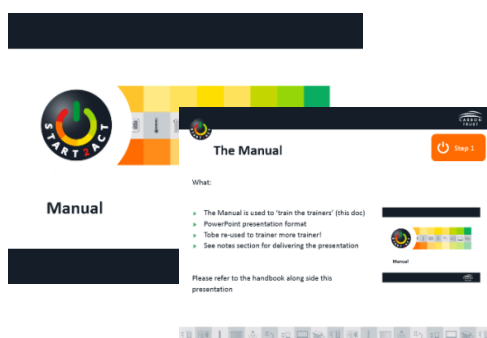 START2ACT
Manual
CARBON
TRUST
Step 1
The Manual
What:
The Manual is used to 'train the trainers' (this doc)
PowerPoint presentation format
Tobe re-used to trainer more trainer!
See notes section for delivering the presentation
Manual
Please refer to the handbook along side this
presentation